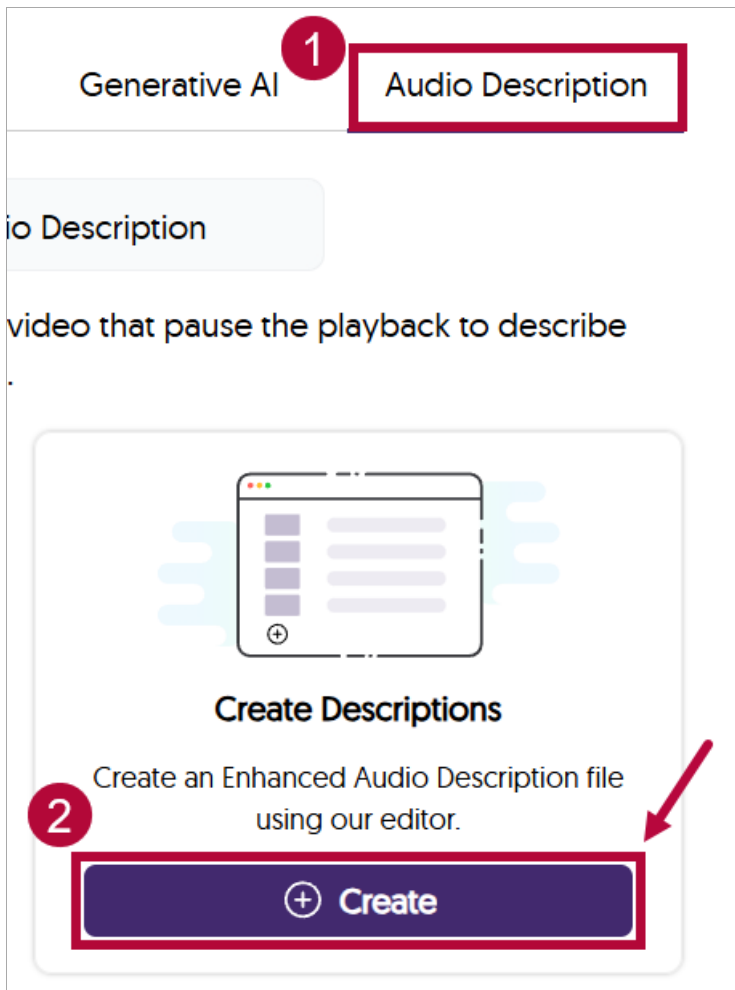 1
Generative AI Audio Description
io Description
video that pause the playback to describe
.
Create Descriptions
Create an Enhanced Audio Description file
2
using our editor.
Create